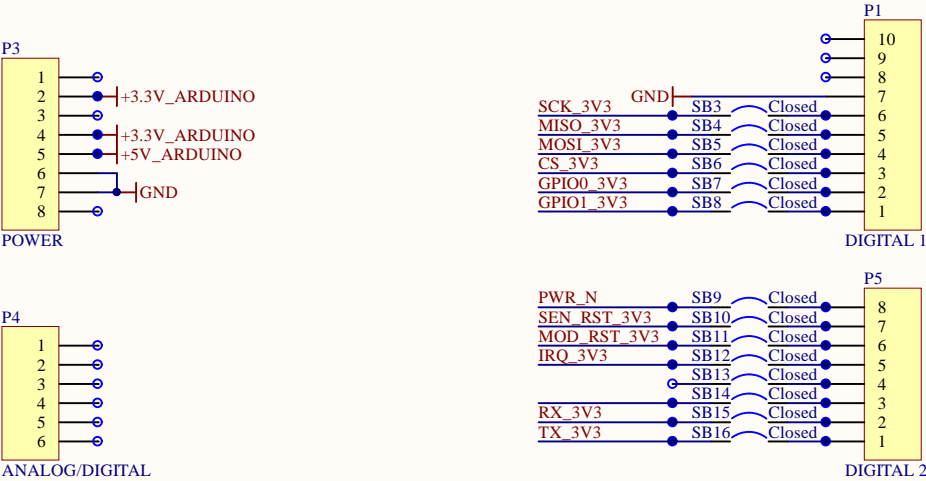 P3
1
2 +3.3V_ARDUINO
3
4 +3.3V_ARDUINO
5 +5V_ARDUINO
6
7 GND
8
POWER
P1
10
9
8
GND 7
SCK_3V3 SB3 Closed 6
MISO_3V3 SB4 Closed 5
MOSI_3V3 SB5 Closed 4
CS_3V3 SB6 Closed 3
GPIO0_3V3 SB7 Closed 2
GPIO1_3V3 SB8 Closed 1
DIGITAL 1
P4
1
2
3
4
5
6
ANALOG/DIGITAL
P5
PWR_N SB9 Closed 8
SEN_RST_3V3 SB10 Closed 7
MOD_RST_3V3 SB11 Closed 6
IRQ_3V3 SB12 Closed 5
SB13 Closed 4
SB14 Closed 3
RX_3V3 SB15 Closed 2
TX_3V3 SB16 Closed 1
DIGITAL 2